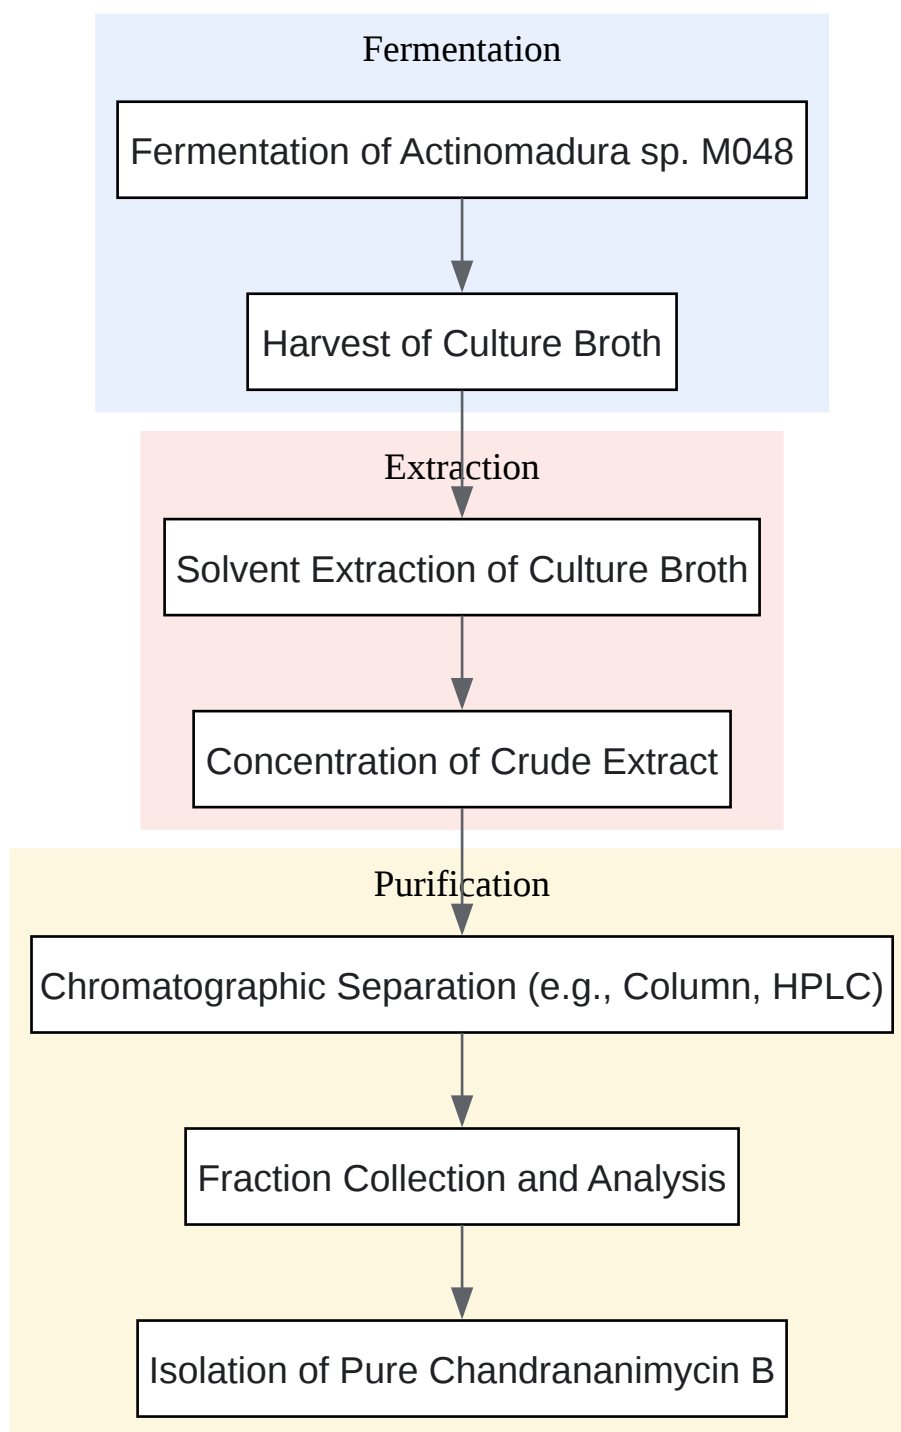 Fermentation
Fermentation of Actinomadura sp. M048
Harvest of Culture Broth
Extraction
Solvent Extraction of Culture Broth
Concentration of Crude Extract
Purification
Chromatographic Separation (e.g., Column, HPLC)
Fraction Collection and Analysis
Isolation of Pure Chandrananimycin B